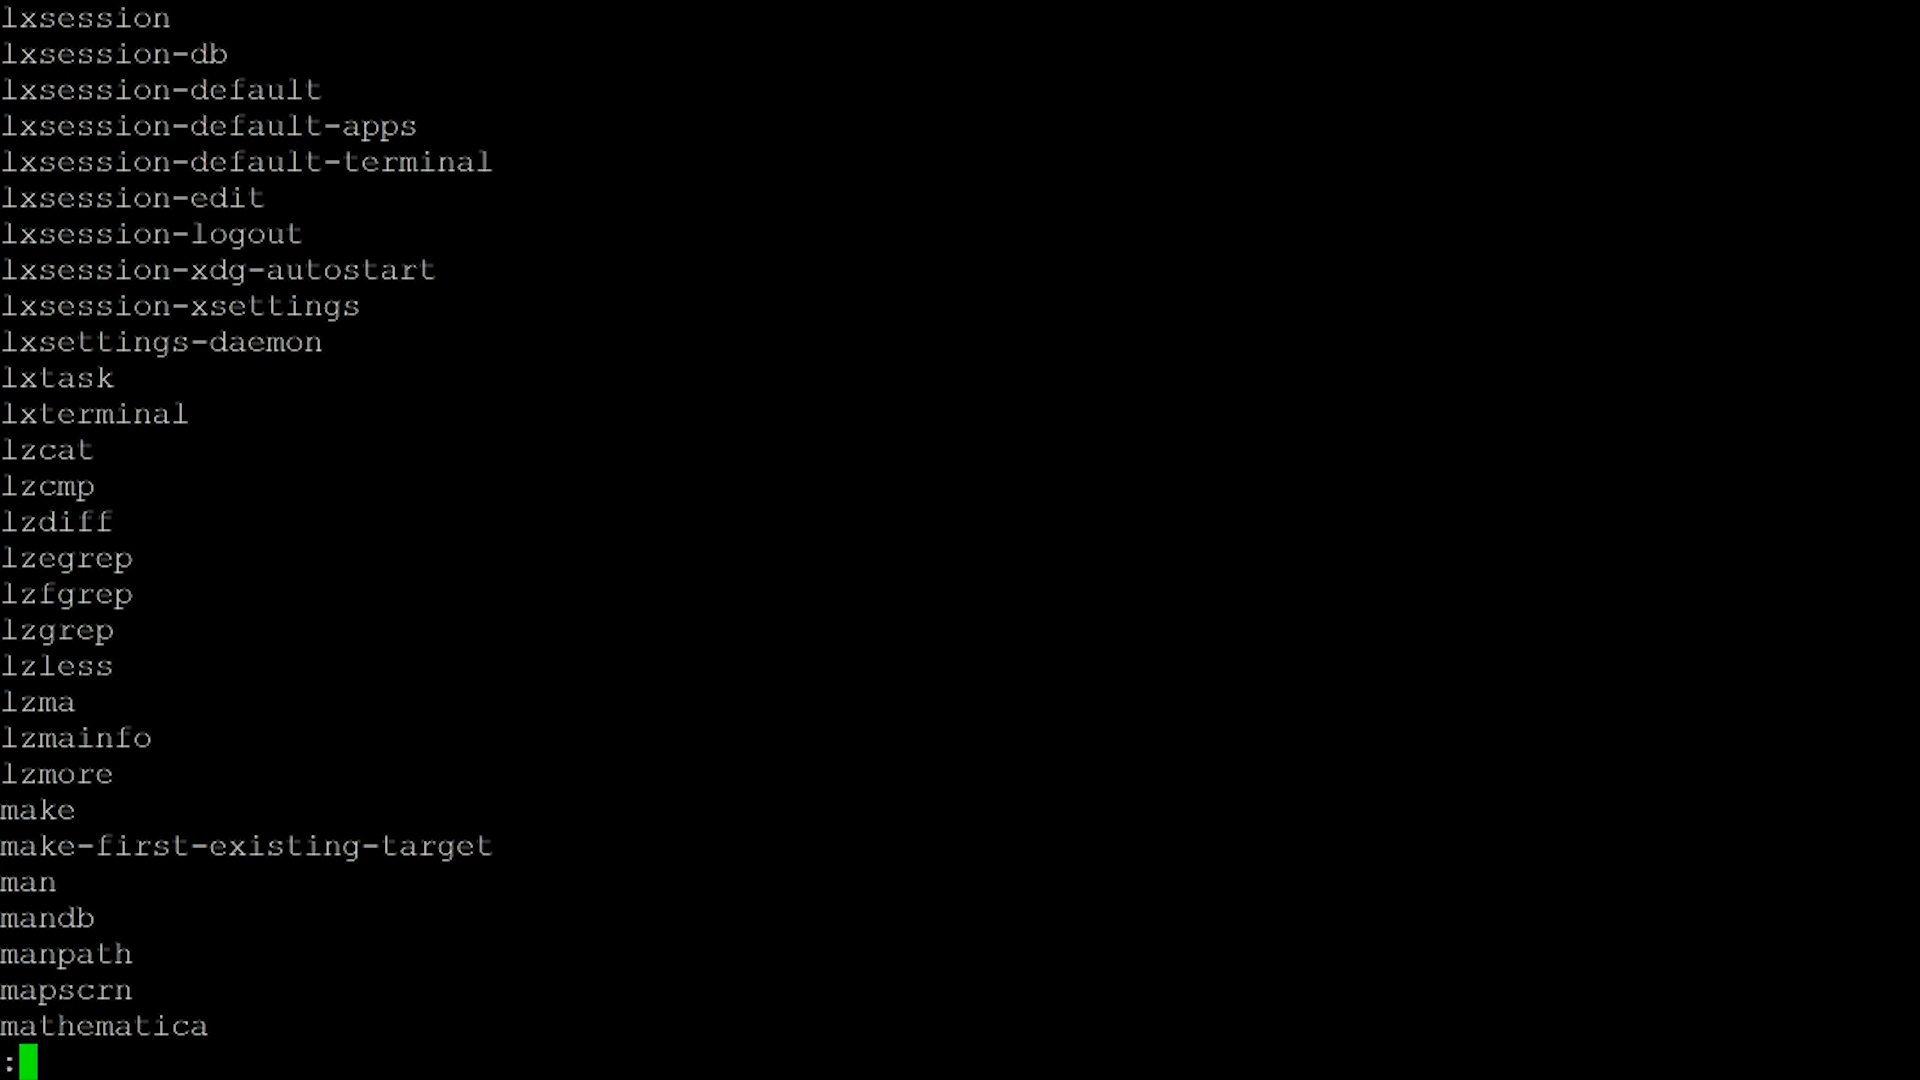 lxsession
lxsession-db
lxsession-default
lxsession-default-apps
lxsession-default-terminal
lxsession-edit
lxsession-logout
lxsession-xdg-autostart
lxsession-xsettings
lxsettings-daemon
lxtask
lxterminal
lzcat
lzcmp
lzdiff
lzegrep
lzfgrep
lzgrep
lzless
lzma
lzmainfo
lzmore
make
make-first-existing-target
man
mandb
manpath
mapscrn
mathematica
: